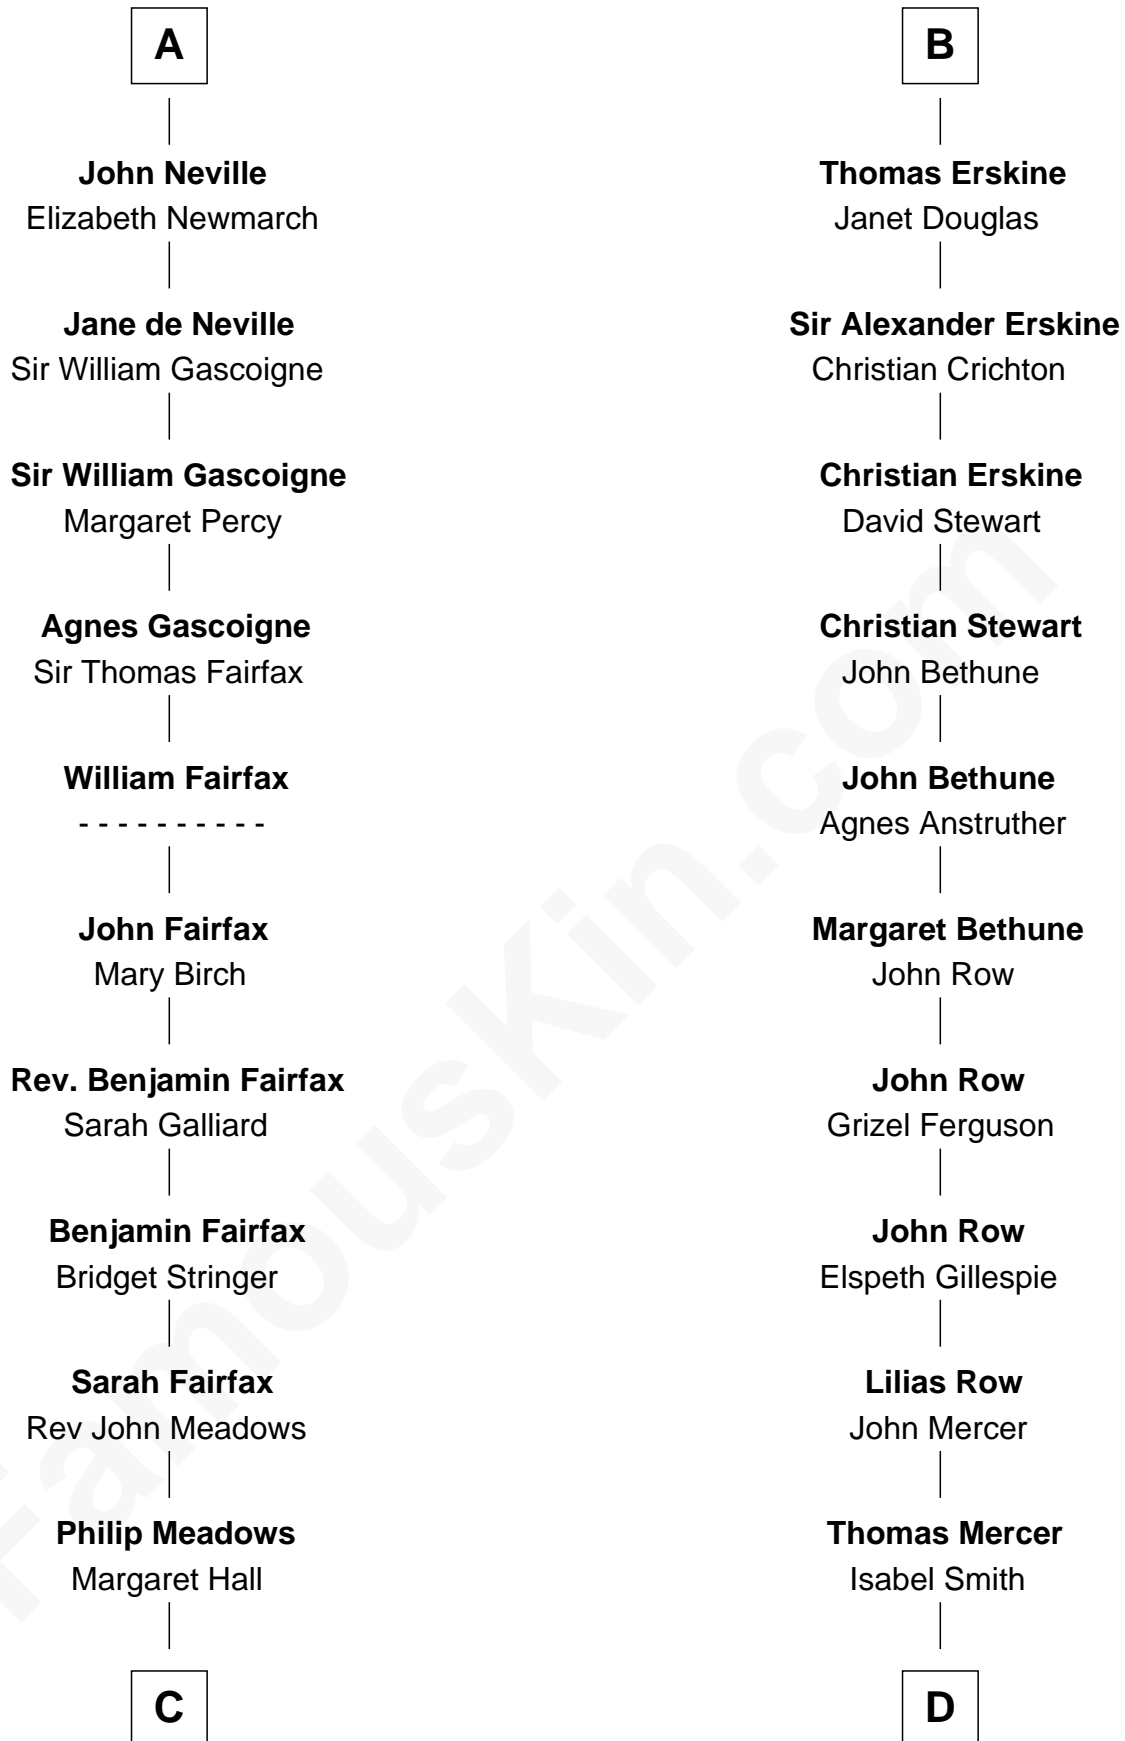 A
John Neville
Elizabeth Newmarch
Jane de Neville
Sir William Gascoigne
Sir William Gascoigne
Margaret Percy
Agnes Gascoigne
Sir Thomas Fairfax
William Fairfax
- - - - - - - - - -
John Fairfax
Mary Birch
Rev. Benjamin Fairfax
Sarah Galliard
Benjamin Fairfax
Bridget Stringer
Sarah Fairfax
Rev John Meadows
Philip Meadows
Margaret Hall
C
B
Thomas Erskine
Janet Douglas
Sir Alexander Erskine
Christian Crichton
Christian Erskine
David Stewart
Christian Stewart
John Bethune
John Bethune
Agnes Anstruther
Margaret Bethune
John Row
John Row
Grizel Ferguson
John Row
Elspeth Gillespie
Lilias Row
John Mercer
Thomas Mercer
Isabel Smith
D
FamousKin.com